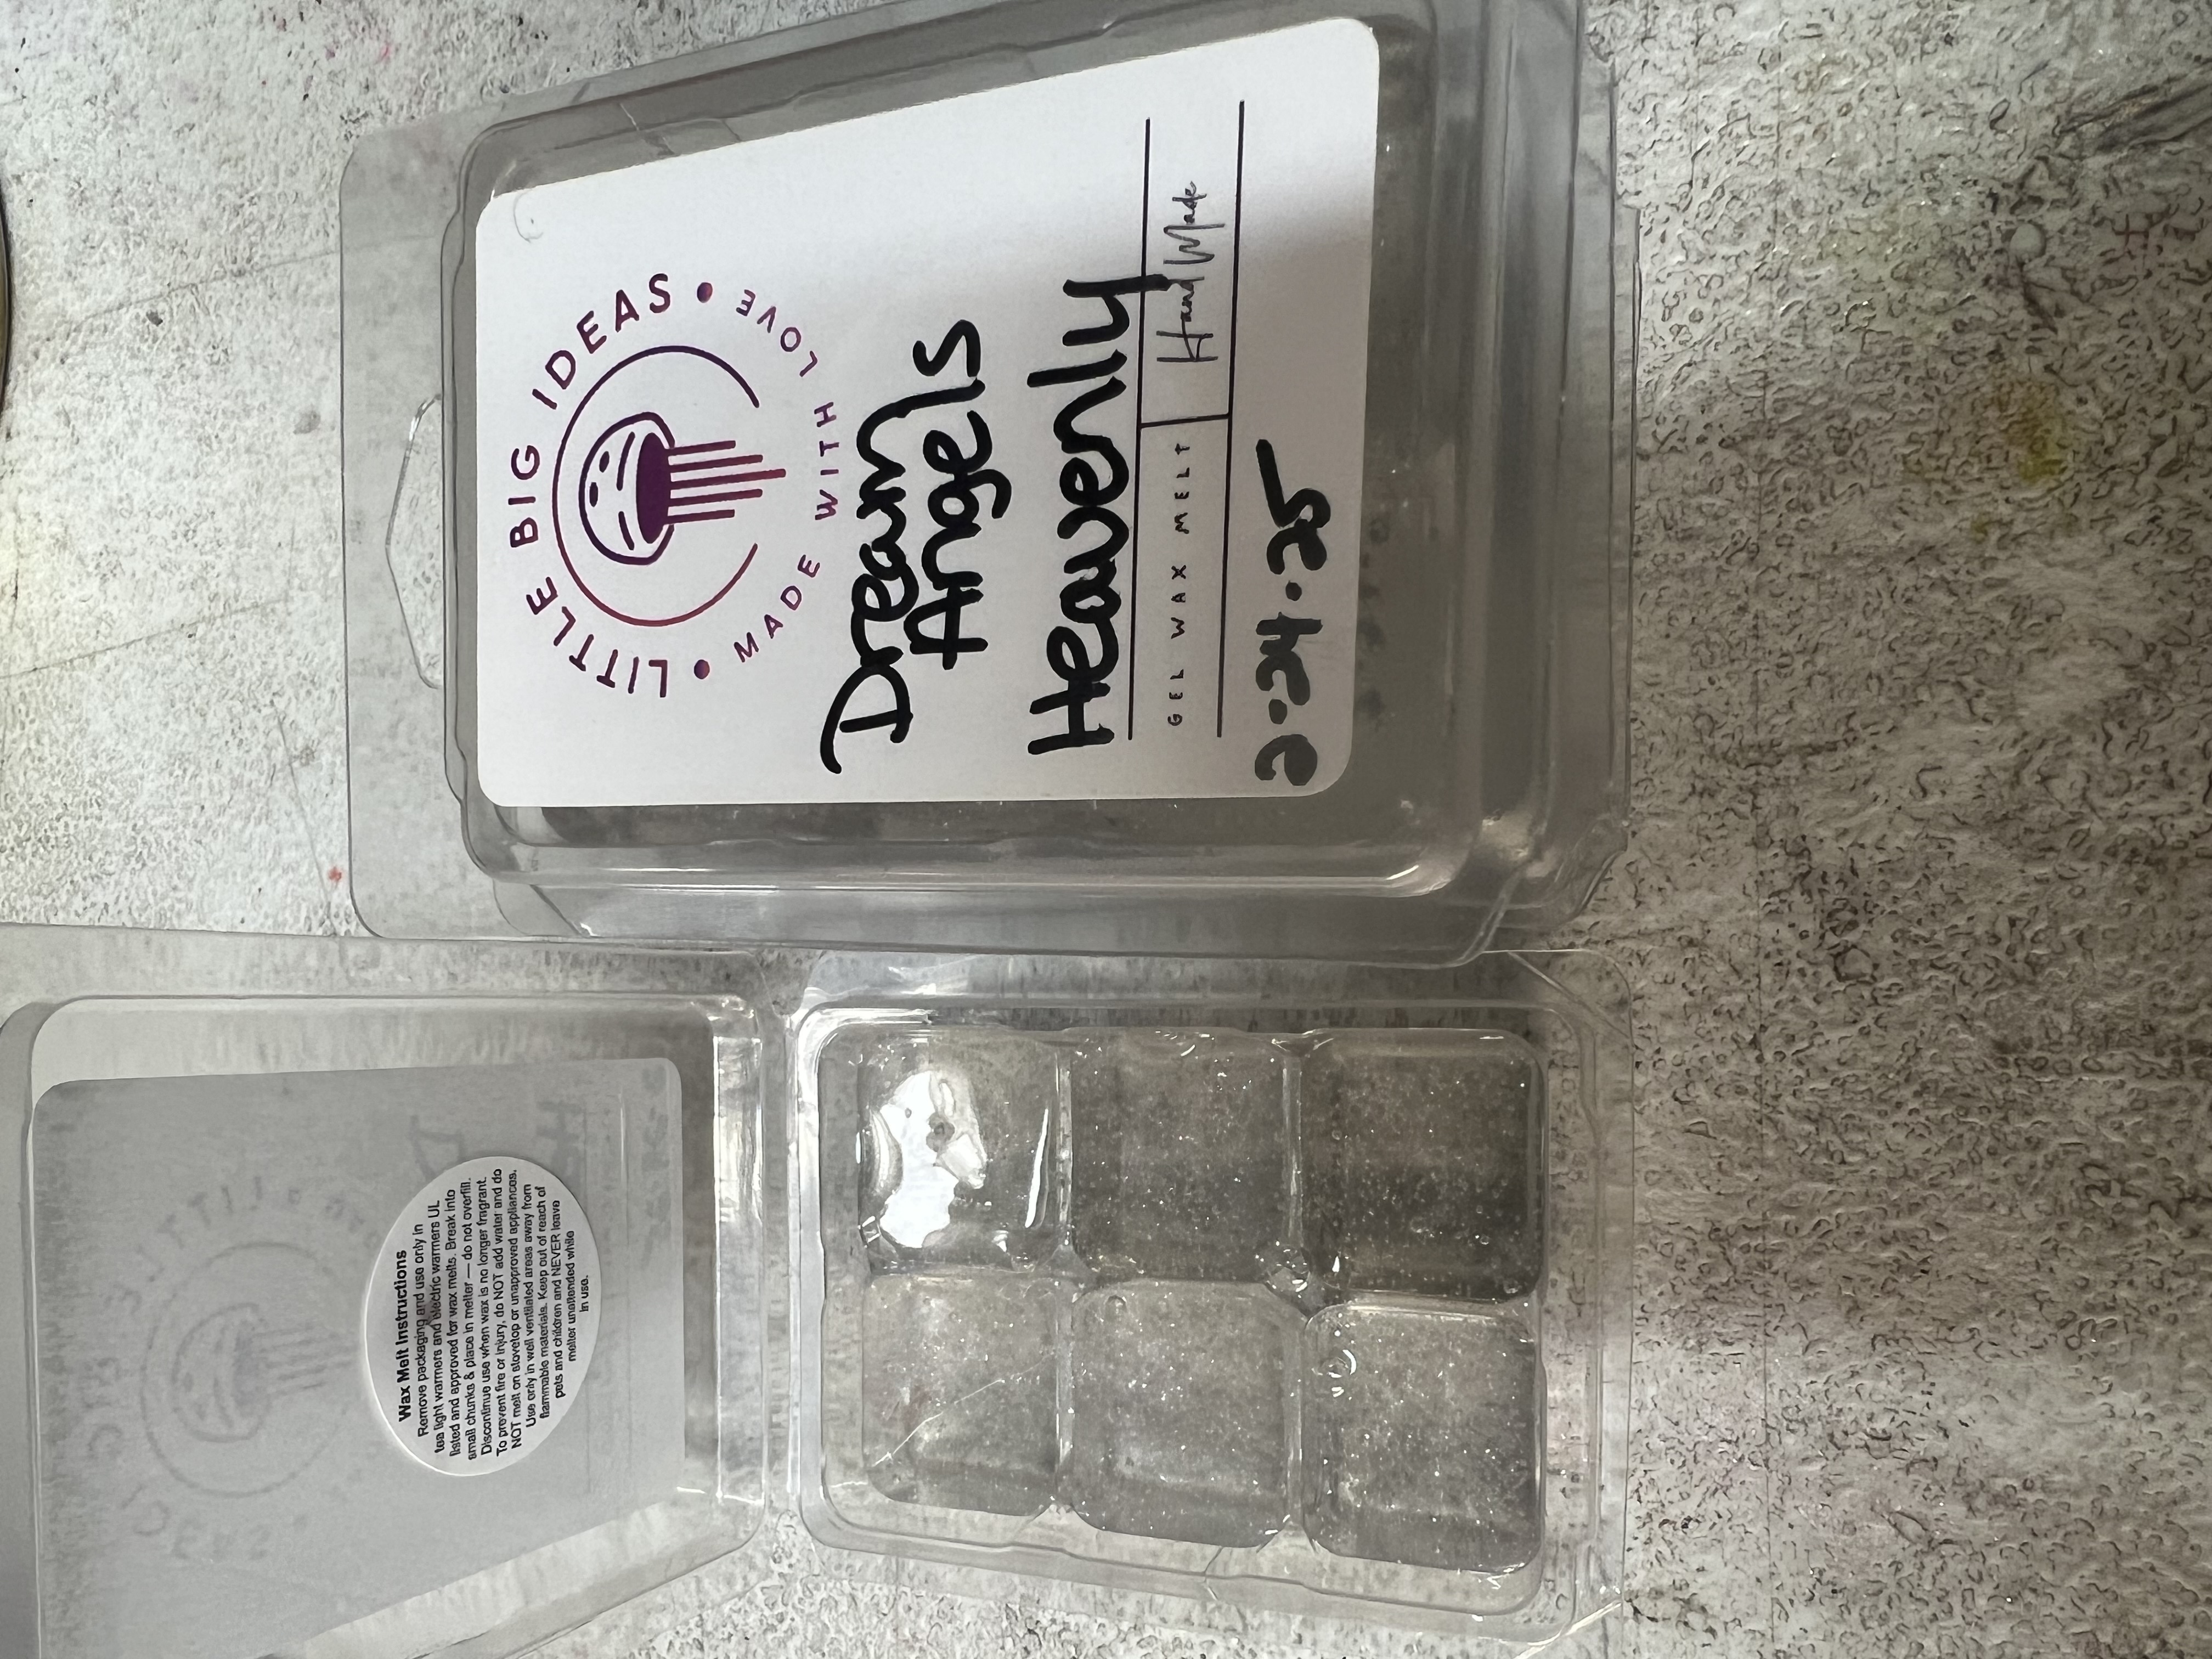 • LITTLE BIG IDEAS •
MADE WITH LOVE
Dream
Angels
Heavenly
GEL WAX MELT
Hand Made
2-24-25
Wax Melt Instructions
Remove packaging and use only in
tea light warmers and electric warmers UL
listed and approved for wax melts. Break into
small chunks & place in melter — do not overfill.
Discontinue use when wax is no longer fragrant.
To prevent fire or injury, do NOT add water and do
NOT melt on stovetop or unapproved appliances.
Use only in well ventilated areas away from
flammable materials. Keep out of reach of
pets and children and NEVER leave
melter unattended while
in use.